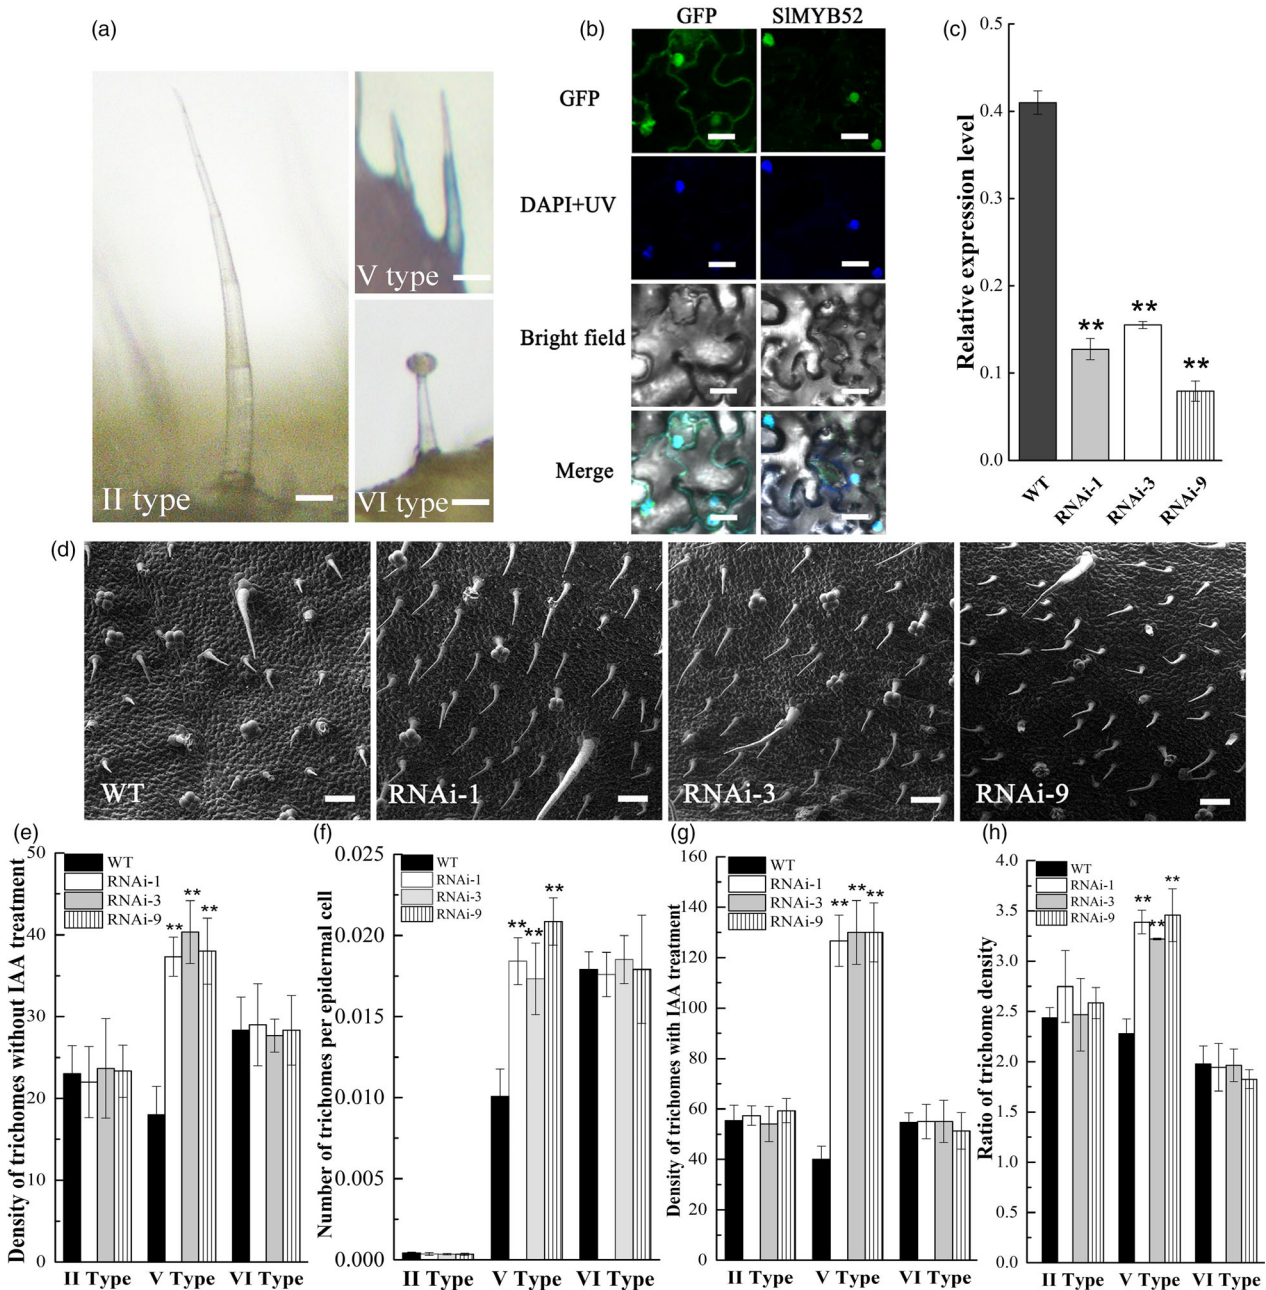 (a)
II type
V type
VI type
(b)
GFP SlMYB52
GFP
DAPI+UV
Bright field
Merge
(c)
Relative expression level
0.5
0.4
0.3
0.2
0.1
0.0
**
**
**
WT RNAi-1 RNAi-3 RNAi-9
(d)
WT RNAi-1 RNAi-3 RNAi-9
(e)
Density of trichomes without IAA treatment
50
40
30
20
10
0
WT
RNAi-1
RNAi-3
RNAi-9
** ** **
II Type V Type VI Type
(f)
Number of trichomes per epidermal cell
0.025
0.020
0.015
0.010
0.005
0.000
WT
RNAi-1
RNAi-3
RNAi-9
** ** **
II Type V Type VI Type
(g)
Density of trichomes with IAA treatment
160
140
120
100
80
60
40
20
0
WT
RNAi-1
RNAi-3
RNAi-9
** ** **
II Type V Type VI Type
(h)
Ratio of trichome density
4.0
3.5
3.0
2.5
2.0
1.5
1.0
0.5
0.0
WT
RNAi-1
RNAi-3
RNAi-9
** ** **
II Type V Type VI Type